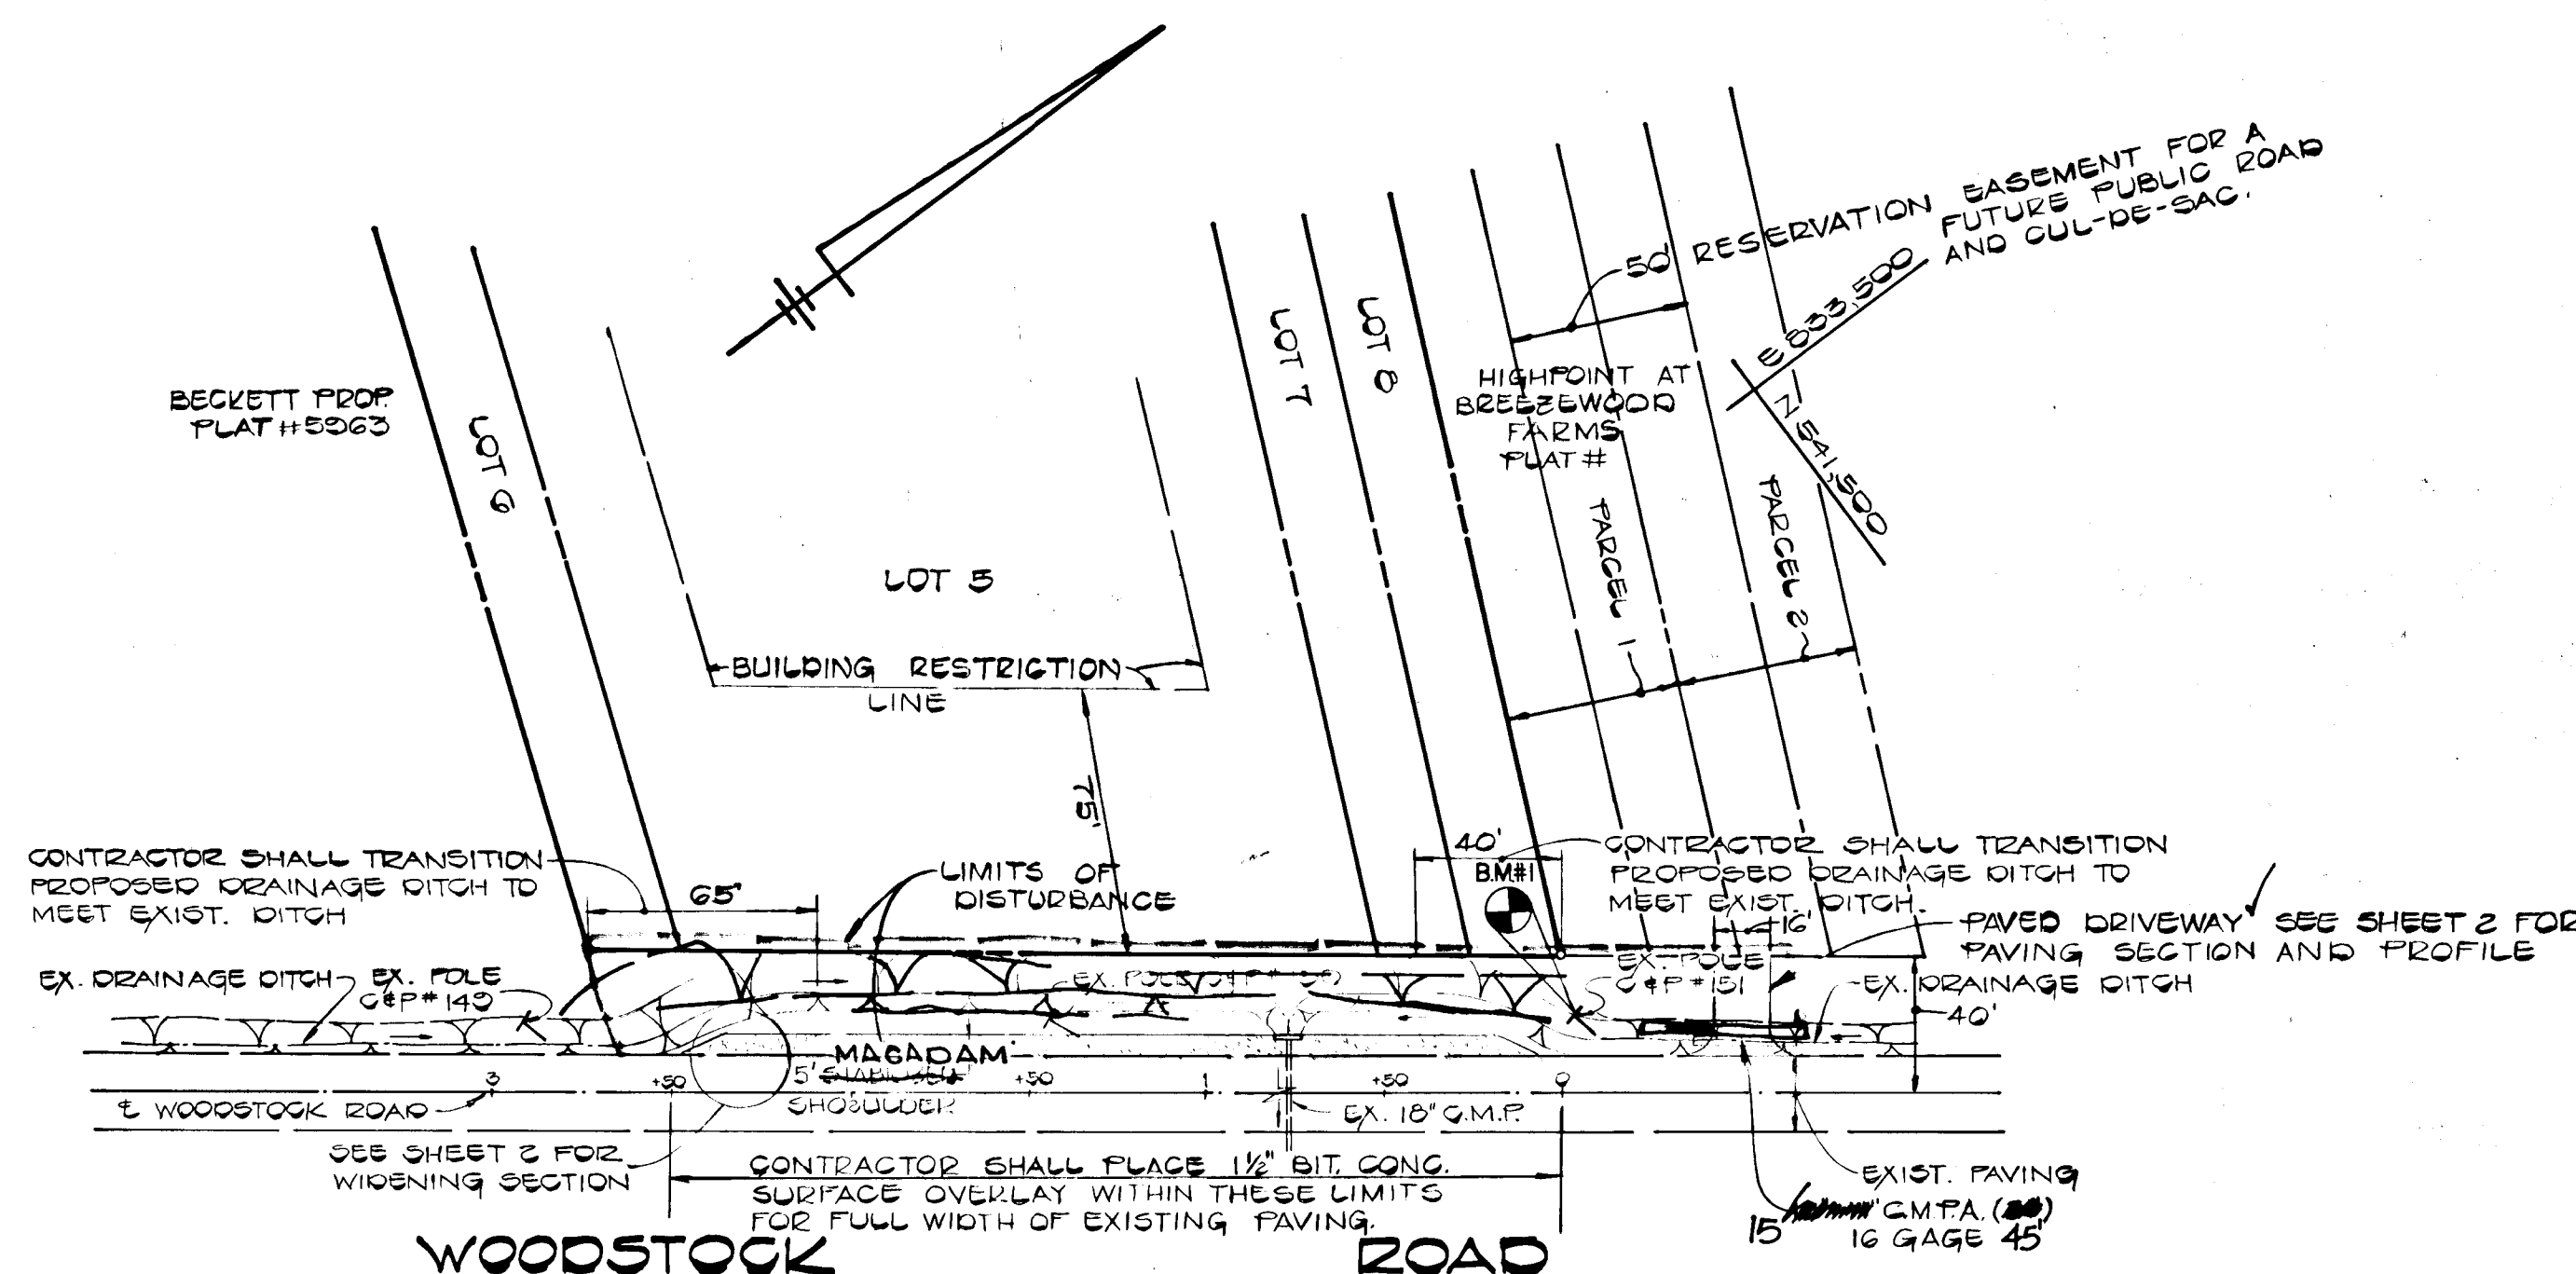 50' RESERVATION EASEMENT FOR A
FUTURE PUBLIC ROAD
AND CUL-DE-SAC.
E 833,500
N 541,500
BECKETT PROP.
PLAT #5963
LOT 6
LOT 7
LOT 8
HIGHPOINT AT
BREEZEWOOD
FARMS
PLAT #
PARCEL 1
PARCEL 2
LOT 5
BUILDING RESTRICTION
LINE
75'
CONTRACTOR SHALL TRANSITION
PROPOSED DRAINAGE DITCH TO
MEET EXIST. DITCH
65'
LIMITS OF
DISTURBANCE
40'
B.M.#1
CONTRACTOR SHALL TRANSITION
PROPOSED DRAINAGE DITCH TO
MEET EXIST. DITCH.
16'
PAVED DRIVEWAY SEE SHEET 2 FOR
PAVING SECTION AND PROFILE
EX. DRAINAGE DITCH
EX. POLE
C&P #149
EX. POLE
EX. POLE
C&P #151
EX. DRAINAGE DITCH
40'
MACADAM
5' STABILIZED
SHOULDER
3
+50
+50
1
+50
0
℄ WOODSTOCK ROAD
EX. 18" C.M.P.
SEE SHEET 2 FOR
WIDENING SECTION
CONTRACTOR SHALL PLACE 1½" BIT. CONC.
SURFACE OVERLAY WITHIN THESE LIMITS
FOR FULL WIDTH OF EXISTING PAVING.
EXIST. PAVING
15" C.M.P.A.
16 GAGE 45'
WOODSTOCK ROAD